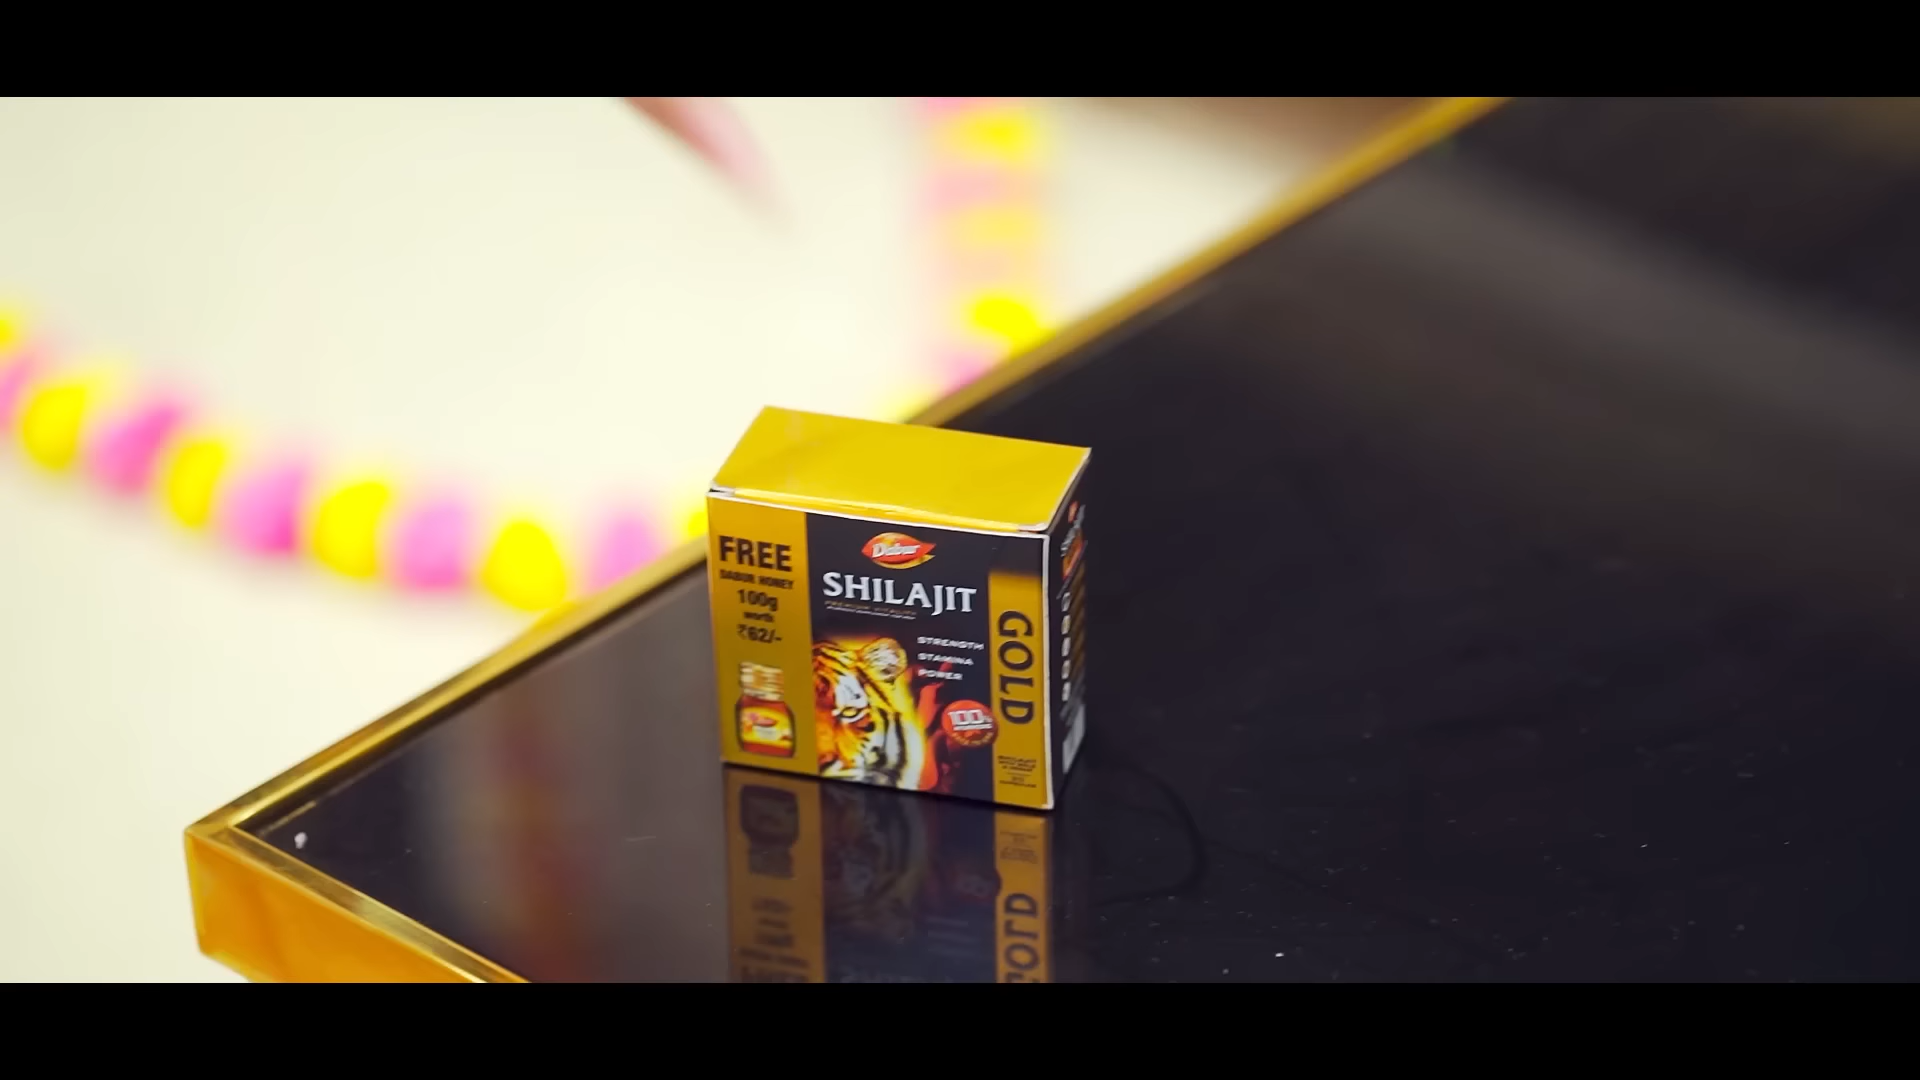 FREE
DABUR HONEY
100g
worth
₹62/-
Dabur
SHILAJIT
STRENGTH
STAMINA
POWER
100%
GOLD